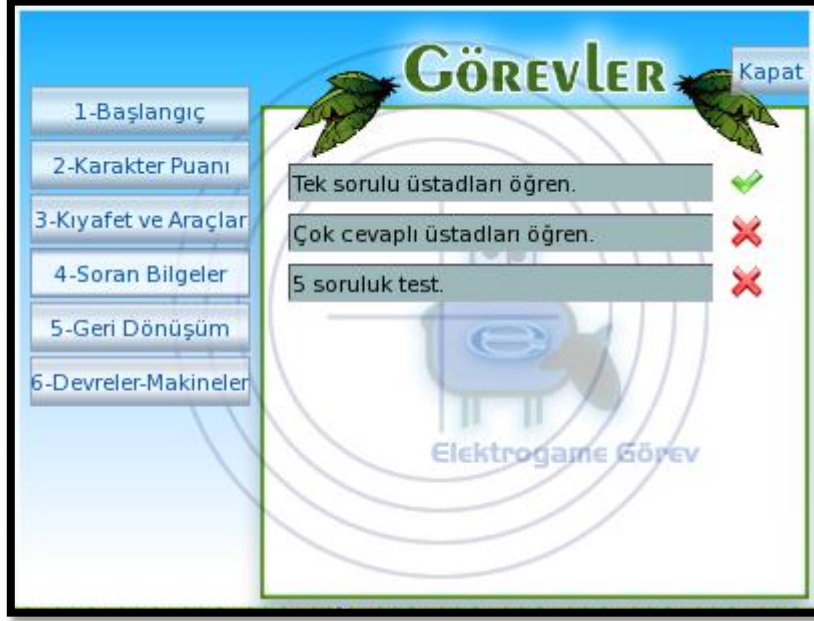 GÖREVLER
Kapat
1-Başlangıç
2-Karakter Puanı
3-Kıyafet ve Araçlar
4-Soran Bilgeler
5-Geri Dönüşüm
6-Devreler-Makineler
Tek sorulu üstadları öğren.
Çok cevaplı üstadları öğren.
5 soruluk test.
Elektrogame Görev